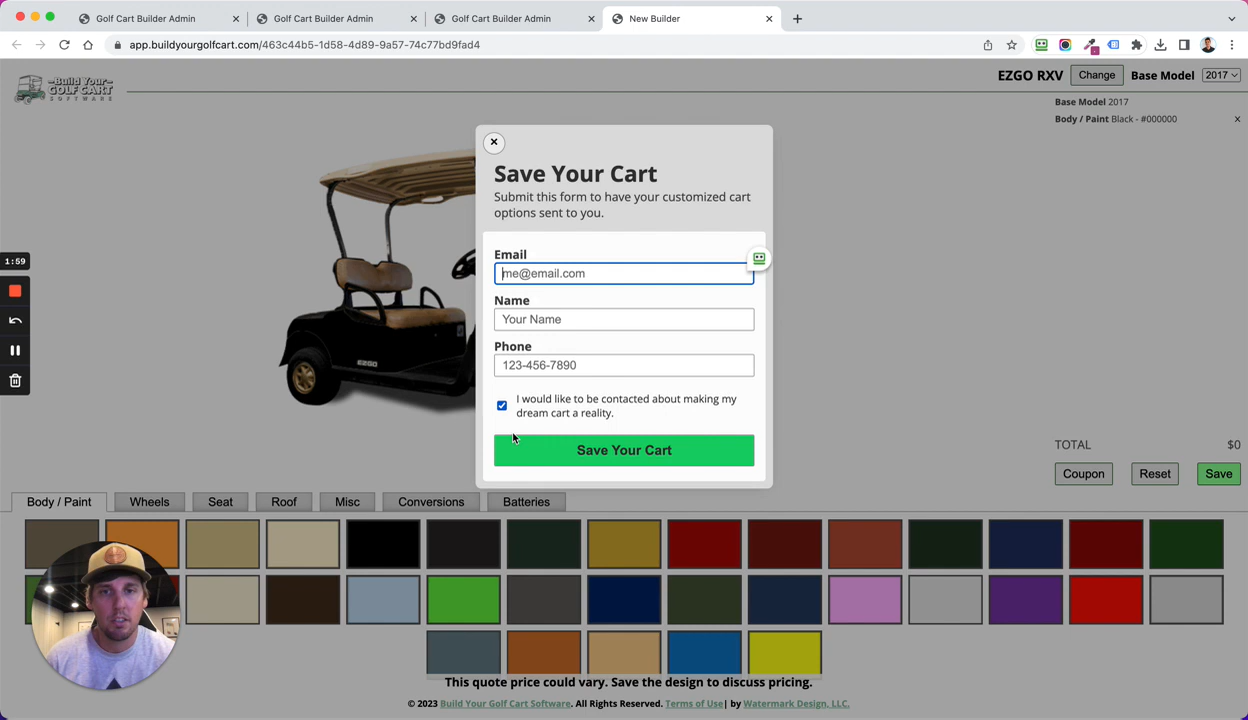 Golf Cart Builder Admin
Golf Cart Builder Admin
Golf Cart Builder Admin
New Builder
app.buildyourgolfcart.com/463c44b5-1d58-4d89-9a57-74c77bd9fad4
Build Your
GOLF CART
SOFTWARE
EZGO RXV
Change
Base Model
2017
Base Model 2017
Body / Paint Black - #000000
Save Your Cart
Submit this form to have your customized cart
options sent to you.
Email
me@email.com
Name
Your Name
Phone
123-456-7890
I would like to be contacted about making my
dream cart a reality.
Save Your Cart
1:59
EZGO
TOTAL
$0
Coupon
Reset
Save
Body / Paint
Wheels
Seat
Roof
Misc
Conversions
Batteries
This quote price could vary. Save the design to discuss pricing.
© 2023 Build Your Golf Cart Software. All Rights Reserved. Terms of Use| by Watermark Design, LLC.